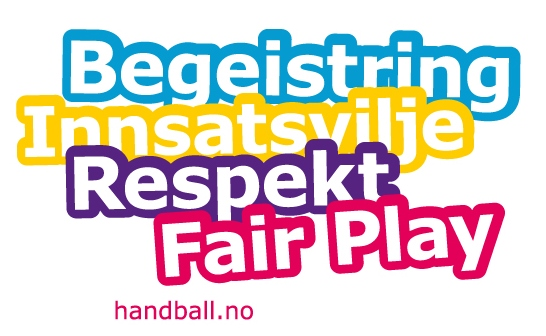 Begeistring
Innsatsvilje
Respekt
Fair Play
handball.no